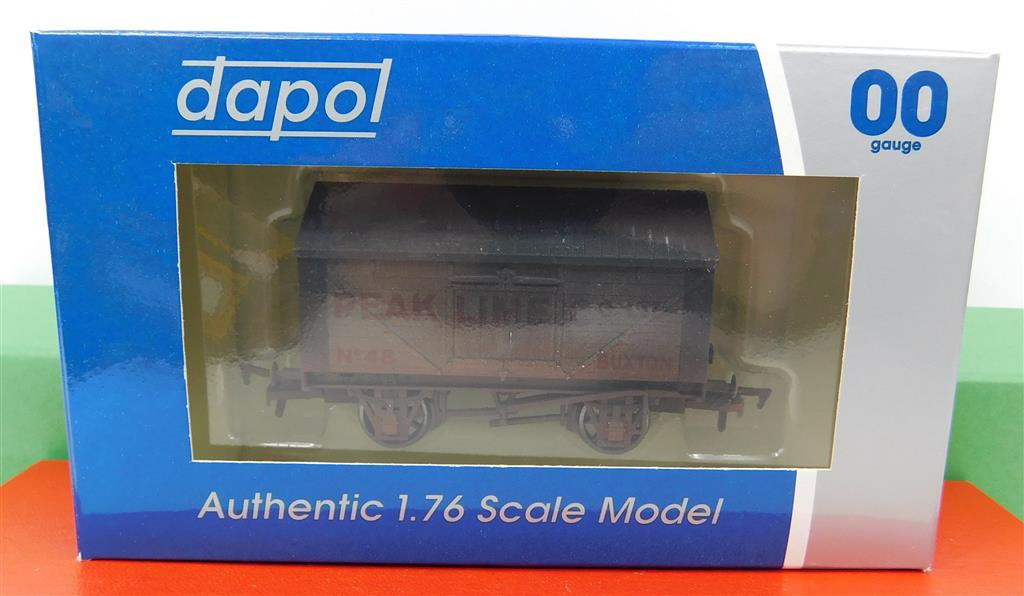 dapol
00
gauge
PEAK LIME
No 48
BUXTON
Authentic 1.76 Scale Model